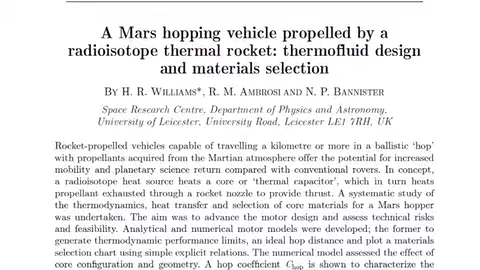 A Mars hopping vehicle propelled by a
radioisotope thermal rocket: thermofluid design
and materials selection
By H. R. Williams*, R. M. Ambrosi and N. P. Bannister
Space Research Centre, Department of Physics and Astronomy,
University of Leicester, University Road, Leicester LE1 7RH, UK
Rocket-propelled vehicles capable of travelling a kilometre or more in a ballistic ‘hop’
with propellants acquired from the Martian atmosphere offer the potential for increased
mobility and planetary science return compared with conventional rovers. In concept,
a radioisotope heat source heats a core or ‘thermal capacitor’, which in turn heats
propellant exhausted through a rocket nozzle to provide thrust. A systematic study of
the thermodynamics, heat transfer and selection of core materials for a Mars hopper
was undertaken. The aim was to advance the motor design and assess technical risks
and feasibility. Analytical and numerical motor models were developed; the former to
generate thermodynamic performance limits, an ideal hop distance and plot a materials
selection chart using simple explicit relations. The numerical model assessed the effect of
core configuration and geometry. A hop coefficient Chop is shown to characterize the